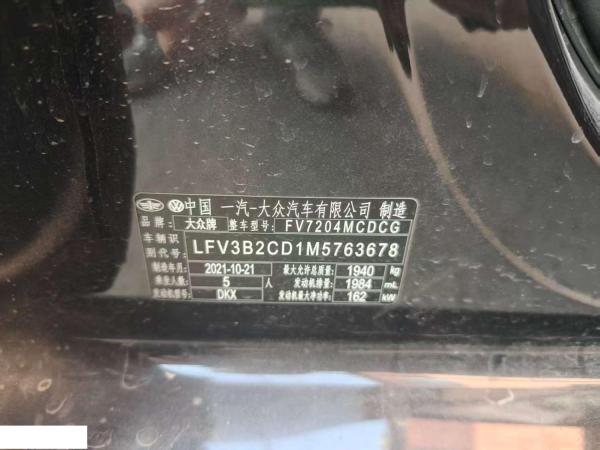 中国 一汽-大众汽车有限公司 制造
品牌 大众牌 整车型号 FV7204MCDCG
车辆识别代号 LFV3B2CD1M5763678
制造年月 2021-10-21 最大允许总质量 1940 kg
乘坐人数 5 人 发动机排量 1984 mL
发动机型号 DKX 发动机最大净功率 162 kW